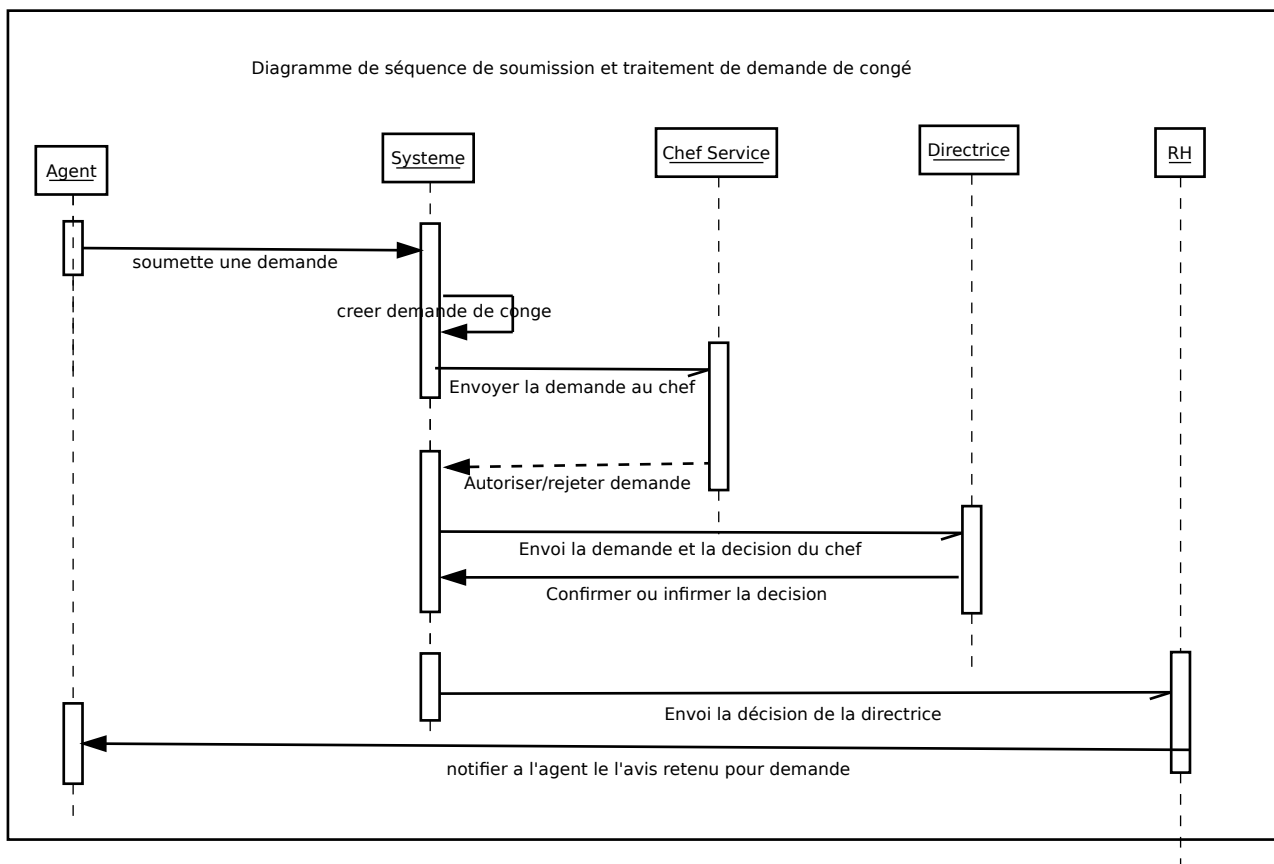 Diagramme de séquence de soumission et traitement de demande de congé
Agent
Systeme
Chef Service
Directrice
RH
soumette une demande
creer demande de conge
Envoyer la demande au chef
Autoriser/rejeter demande
Envoi la demande et la decision du chef
Confirmer ou infirmer la decision
Envoi la décision de la directrice
notifier a l'agent le l'avis retenu pour demande